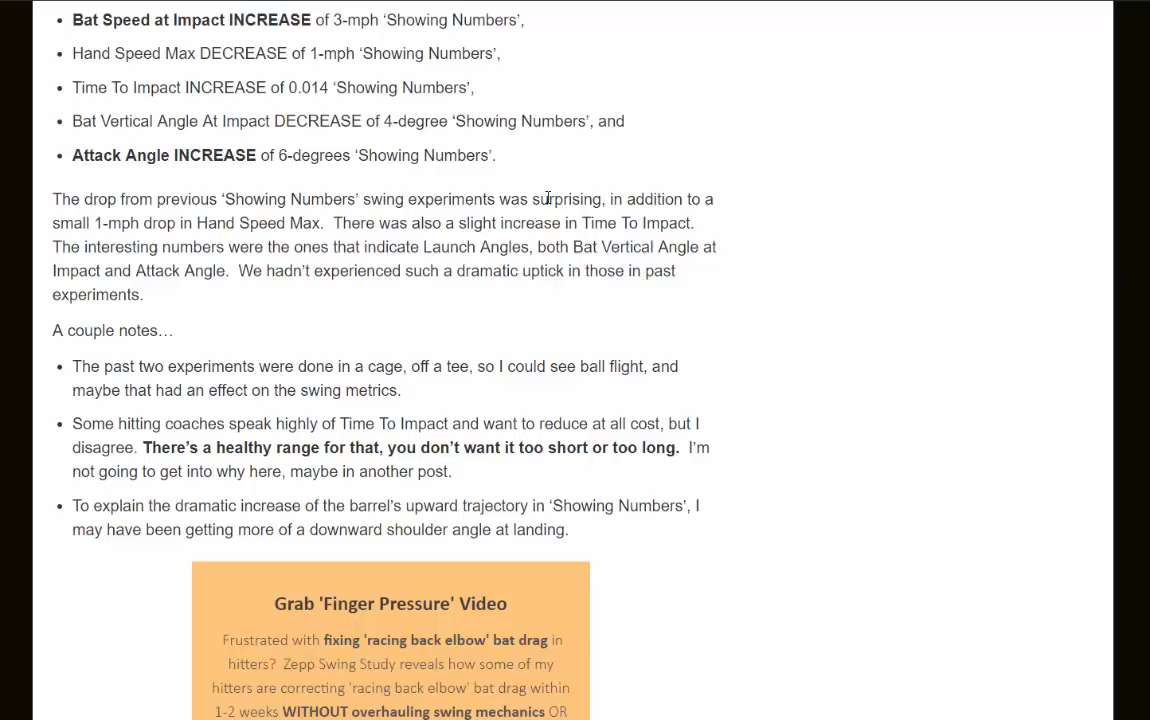 • Bat Speed at Impact INCREASE of 3-mph ‘Showing Numbers’,
• Hand Speed Max DECREASE of 1-mph ‘Showing Numbers’,
• Time To Impact INCREASE of 0.014 ‘Showing Numbers’,
• Bat Vertical Angle At Impact DECREASE of 4-degree ‘Showing Numbers’, and
• Attack Angle INCREASE of 6-degrees ‘Showing Numbers’.
The drop from previous ‘Showing Numbers’ swing experiments was surprising, in addition to a
small 1-mph drop in Hand Speed Max.  There was also a slight increase in Time To Impact.
The interesting numbers were the ones that indicate Launch Angles, both Bat Vertical Angle at
Impact and Attack Angle.  We hadn’t experienced such a dramatic uptick in those in past
experiments.
A couple notes…
• The past two experiments were done in a cage, off a tee, so I could see ball flight, and
maybe that had an effect on the swing metrics.
• Some hitting coaches speak highly of Time To Impact and want to reduce at all cost, but I
disagree. There’s a healthy range for that, you don’t want it too short or too long.  I’m
not going to get into why here, maybe in another post.
• To explain the dramatic increase of the barrel’s upward trajectory in ‘Showing Numbers’, I
may have been getting more of a downward shoulder angle at landing.
Grab 'Finger Pressure' Video
Frustrated with fixing 'racing back elbow' bat drag in
hitters?  Zepp Swing Study reveals how some of my
hitters are correcting 'racing back elbow' bat drag within
1-2 weeks WITHOUT overhauling swing mechanics OR